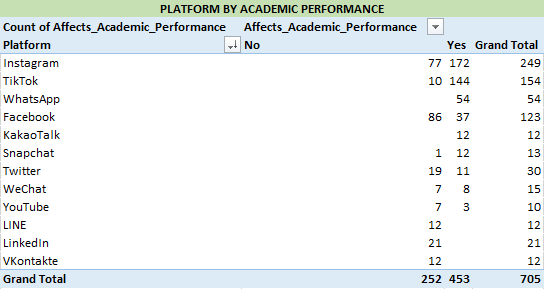 PLATFORM BY ACADEMIC PERFORMANCE
Count of Affects_Academic_Performance Affects_Academic_Performance
Platform No Yes Grand Total
Instagram 77 172 249
TikTok 10 144 154
WhatsApp 54 54
Facebook 86 37 123
KakaoTalk 12 12
Snapchat 1 12 13
Twitter 19 11 30
WeChat 7 8 15
YouTube 7 3 10
LINE 12 12
LinkedIn 21 21
VKontakte 12 12
Grand Total 252 453 705